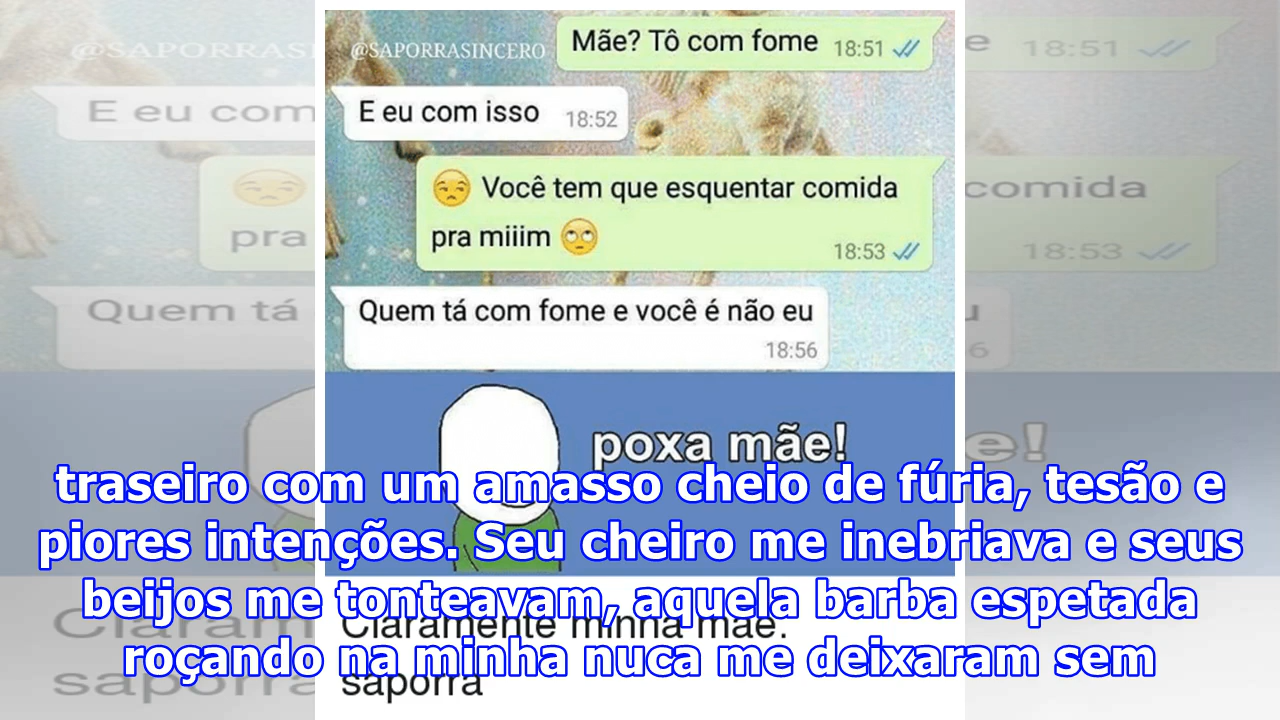 @SAPORRASINCERO
Mãe? Tô com fome 18:51
E eu com isso 18:52
😒 Você tem que esquentar comida
pra miiim 🙄 18:53
Quem tá com fome e você é não eu
18:56
poxa mãe!
traseiro com um amasso cheio de fúria, tesão e
piores intenções. Seu cheiro me inebriava e seus
beijos me tonteavam, aquela barba espetada
Claramente minha mãe.
roçando na minha nuca me deixaram sem
saporra